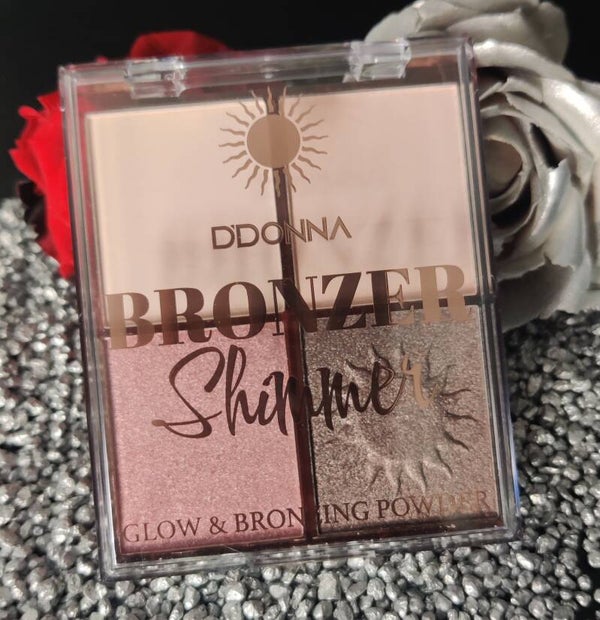 D'DONNA
BRONZER
Shimmer
GLOW & BRONZING POWDER